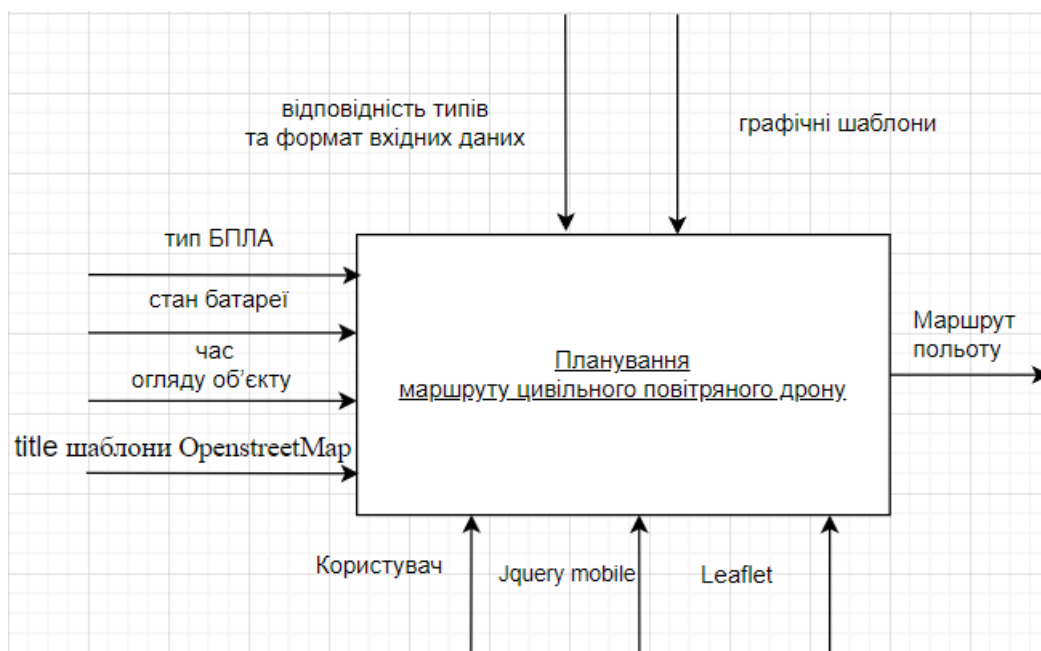 відповідність типів
та формат вхідних даних
графічні шаблони
тип БПЛА
стан батареї
час
огляду об'єкту
title шаблони OpenstreetMap
Планування
маршруту цивільного повітряного дрону
Маршрут
польоту
Користувач
Jquery mobile
Leaflet